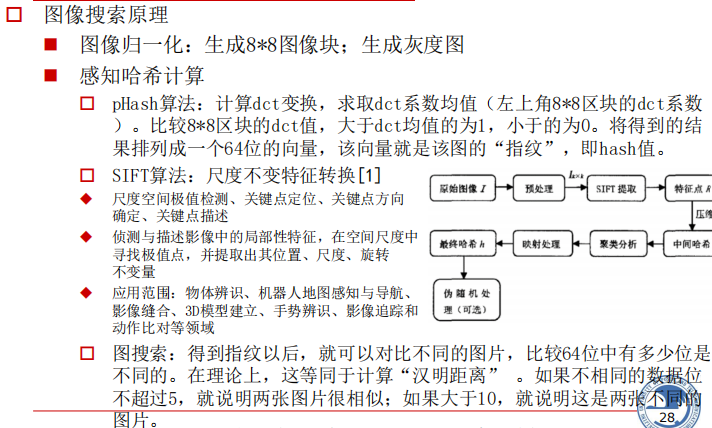 图像搜索原理
图像归一化：生成8*8图像块；生成灰度图
感知哈希计算
pHash算法：计算dct变换，求取dct系数均值（左上角8*8区块的dct系数
）。比较8*8区块的dct值，大于dct均值的为1，小于的为0。将得到的结
果排列成一个64位的向量，该向量就是该图的“指纹”，即hash值。
SIFT算法：尺度不变特征转换[1]
尺度空间极值检测、关键点定位、关键点方向
确定、关键点描述
侦测与描述影像中的局部性特征，在空间尺度中
寻找极值点，并提取出其位置、尺度、旋转
不变量
应用范围：物体辨识、机器人地图感知与导航、
影像缝合、3D模型建立、手势辨识、影像追踪和
动作比对等领域
原始图像 I
预处理
SIFT 提取
特征点
压缩
中间哈希
聚类分析
映射处理
最终哈希 h
伪随机处
理（可选）
图搜索：得到指纹以后，就可以对比不同的图片，比较64位中有多少位是
不同的。在理论上，这等同于计算“汉明距离” 。如果不相同的数据位
不超过5，就说明两张图片很相似；如果大于10，就说明这是两张不同的
图片。
28